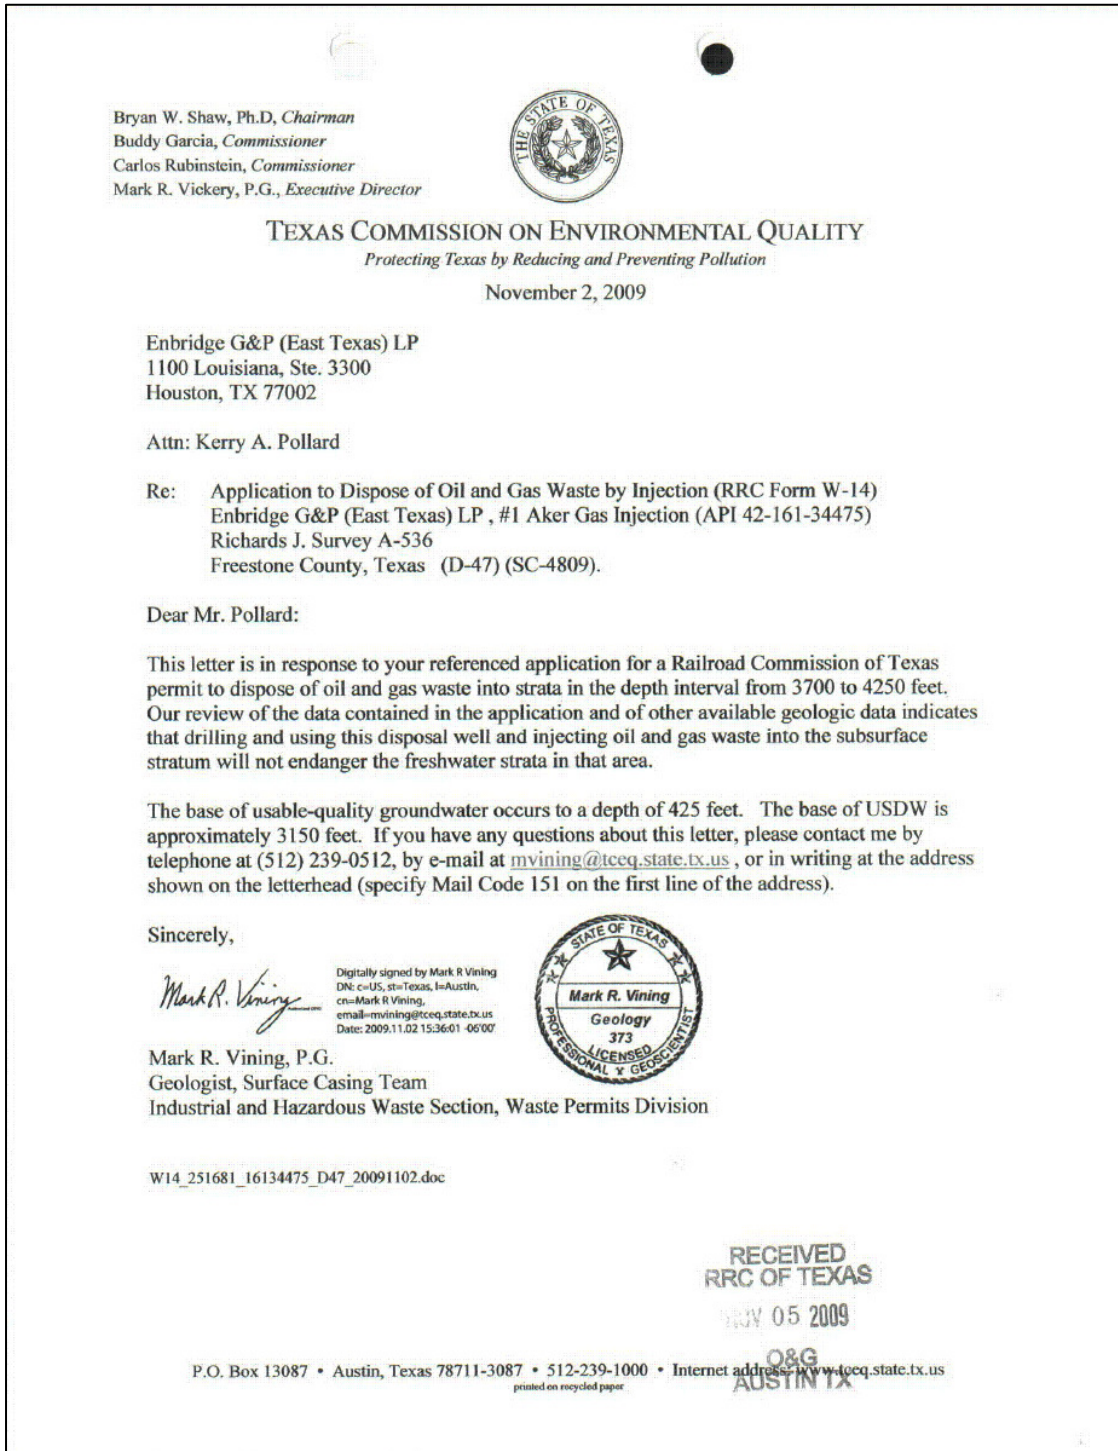 Bryan W. Shaw, Ph.D, Chairman
Buddy Garcia, Commissioner
Carlos Rubinstein, Commissioner
Mark R. Vickery, P.G., Executive Director
THE STATE OF TEXAS
TEXAS COMMISSION ON ENVIRONMENTAL QUALITY
Protecting Texas by Reducing and Preventing Pollution
November 2, 2009
Enbridge G&P (East Texas) LP
1100 Louisiana, Ste. 3300
Houston, TX 77002
Attn: Kerry A. Pollard
Re: Application to Dispose of Oil and Gas Waste by Injection (RRC Form W-14)
Enbridge G&P (East Texas) LP , #1 Aker Gas Injection (API 42-161-34475)
Richards J. Survey A-536
Freestone County, Texas (D-47) (SC-4809).
Dear Mr. Pollard:
This letter is in response to your referenced application for a Railroad Commission of Texas
permit to dispose of oil and gas waste into strata in the depth interval from 3700 to 4250 feet.
Our review of the data contained in the application and of other available geologic data indicates
that drilling and using this disposal well and injecting oil and gas waste into the subsurface
stratum will not endanger the freshwater strata in that area.
The base of usable-quality groundwater occurs to a depth of 425 feet. The base of USDW is
approximately 3150 feet. If you have any questions about this letter, please contact me by
telephone at (512) 239-0512, by e-mail at mvining@tceq.state.tx.us , or in writing at the address
shown on the letterhead (specify Mail Code 151 on the first line of the address).
Sincerely,
Mark R. Vining
Digitally signed by Mark R Vining
DN: c=US, st=Texas, l=Austin,
cn=Mark R Vining,
email=mvining@tceq.state.tx.us
Date: 2009.11.02 15:36:01 -06'00'
STATE OF TEXAS
Mark R. Vining
Geology
373
LICENSED
PROFESSIONAL GEOSCIENTIST
Mark R. Vining, P.G.
Geologist, Surface Casing Team
Industrial and Hazardous Waste Section, Waste Permits Division
W14_251681_16134475_D47_20091102.doc
RECEIVED
RRC OF TEXAS
NOV 05 2009
O&G
AUSTIN TX
P.O. Box 13087 • Austin, Texas 78711-3087 • 512-239-1000 • Internet address: www.tceq.state.tx.us
printed on recycled paper